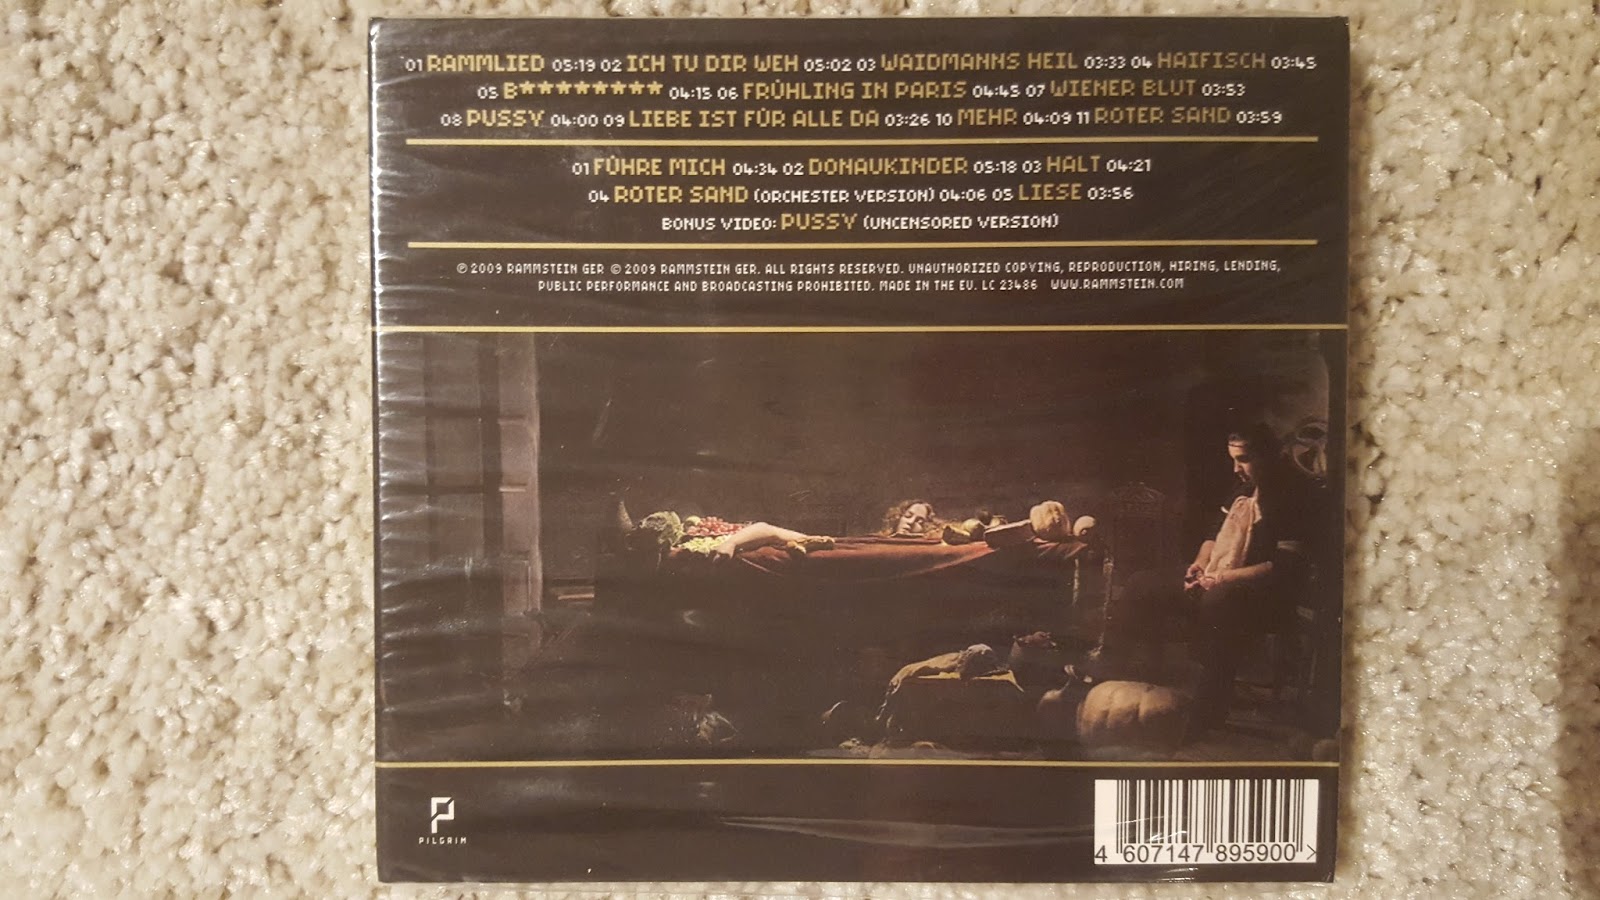 01 RAMMLIED 05:19 02 ICH TU DIR WEH 05:02 03 WAIDMANNS HEIL 03:33 04 HAIFISCH 03:45
05 B********* 04:15 06 FRÜHLING IN PARIS 04:45 07 WIENER BLUT 03:53
08 PUSSY 04:00 09 LIEBE IST FÜR ALLE DA 03:26 10 MEHR 04:09 11 ROTER SAND 03:59
01 FÜHRE MICH 04:34 02 DONAUKINDER 05:18 03 HALT 04:21
04 ROTER SAND (ORCHESTER VERSION) 04:06 05 LIESE 03:56
BONUS VIDEO: PUSSY (UNCENSORED VERSION)
℗ 2009 RAMMSTEIN GER © 2009 RAMMSTEIN GER. ALL RIGHTS RESERVED. UNAUTHORIZED COPYING, REPRODUCTION, HIRING, LENDING,
PUBLIC PERFORMANCE AND BROADCASTING PROHIBITED. MADE IN THE EU. LC 23486 WWW.RAMMSTEIN.COM
PILGRIM
4 607147 895900 >